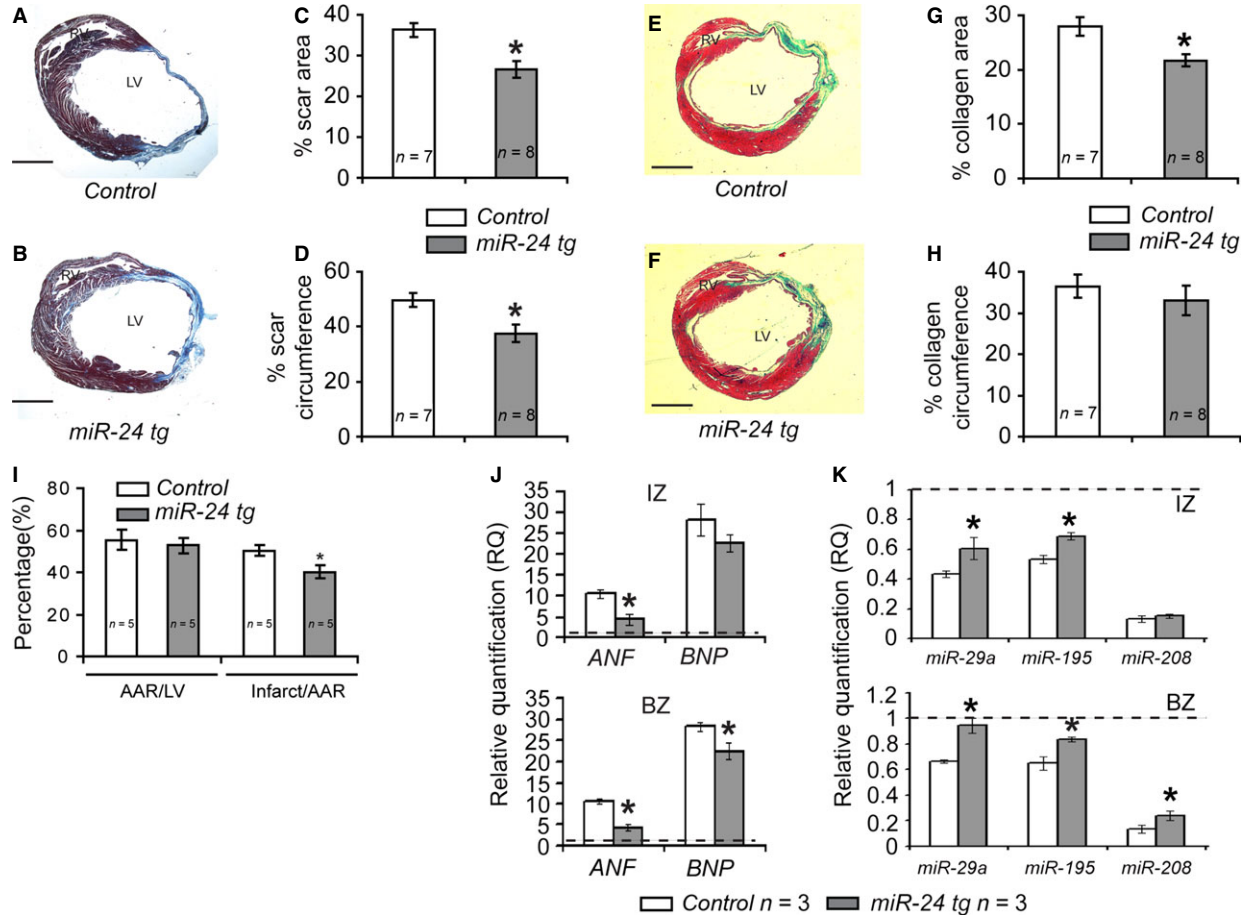 A
RV
LV
Control
B
RV
LV
miR-24 tg
C
% scar area
40
30
20
10
0
n = 7
*
n = 8
Control
miR-24 tg
D
% scar
circumference
60
40
20
0
n = 7
*
n = 8
E
RV
LV
Control
F
RV
LV
miR-24 tg
G
% collagen area
30
20
10
0
n = 7
*
n = 8
Control
miR-24 tg
H
% collagen
circumference
40
30
20
10
0
n = 7
n = 8
I
Percentage(%)
80
60
40
20
0
Control
miR-24 tg
n = 5
n = 5
n = 5
*
n = 5
AAR/LV
Infarct/AAR
J
Relative quantification (RQ)
IZ
35
30
25
20
15
10
5
0
*
ANF
BNP
BZ
35
30
25
20
15
10
5
0
*
*
ANF
BNP
K
Relative quantification (RQ)
IZ
1
0.8
0.6
0.4
0.2
0
*
*
miR-29a
miR-195
miR-208
BZ
1.2
1
0.8
0.6
0.4
0.2
0
*
*
*
miR-29a
miR-195
miR-208
Control n = 3
miR-24 tg n = 3